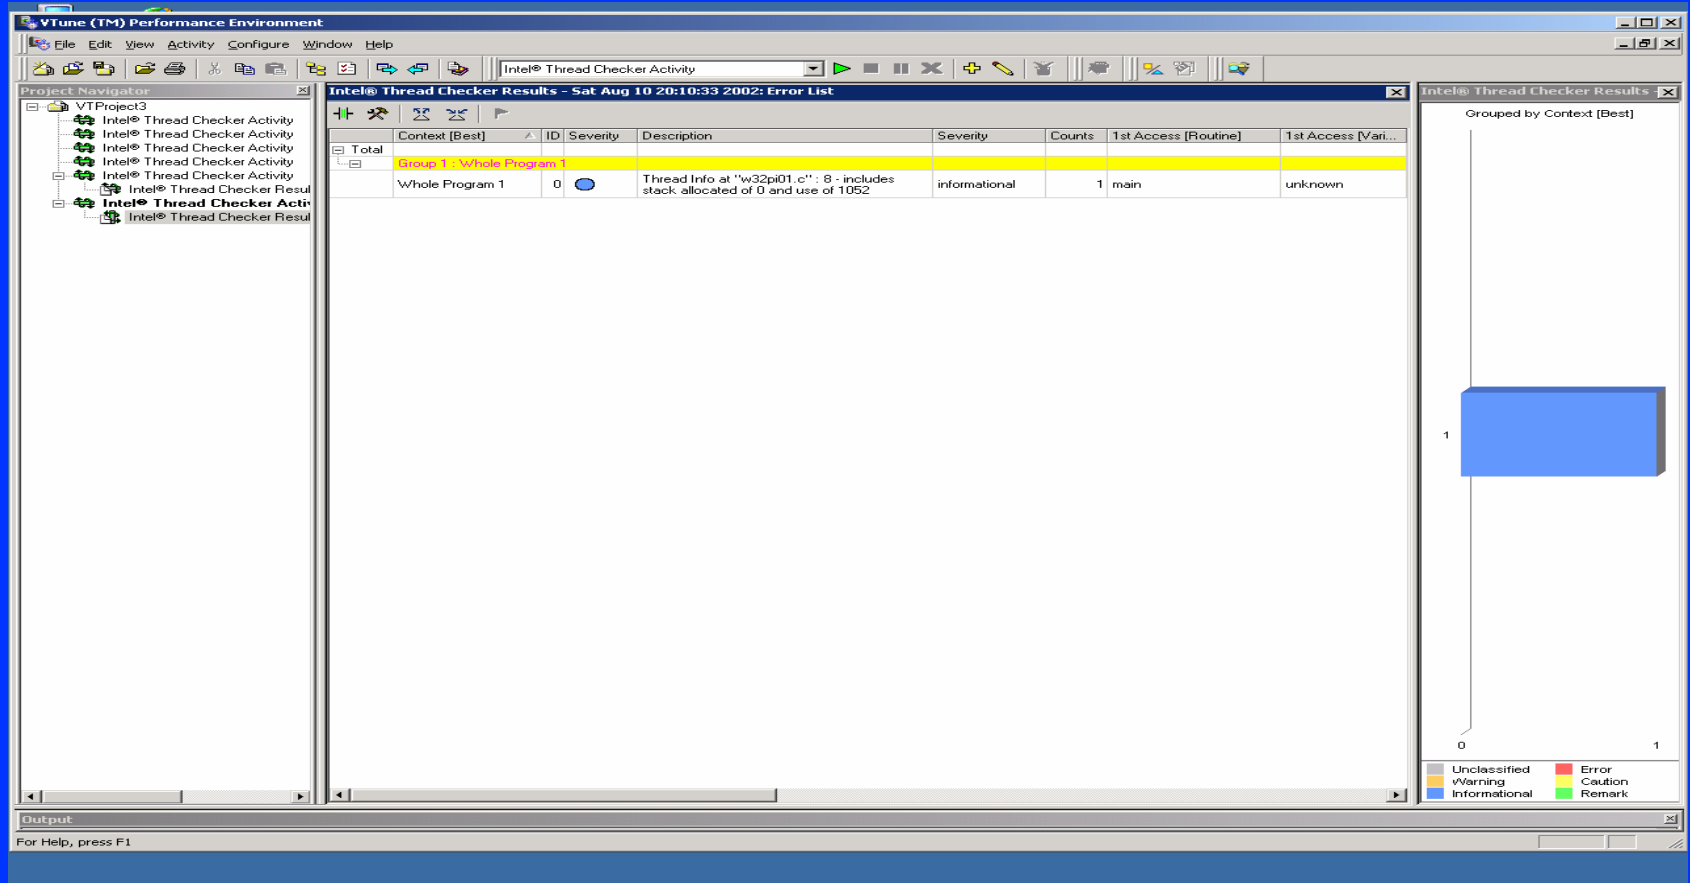 VTune (TM) Performance Environment
File Edit View Activity Configure Window Help
Intel® Thread Checker Activity
Project Navigator
VTProject3
Intel® Thread Checker Activity
Intel® Thread Checker Activity
Intel® Thread Checker Activity
Intel® Thread Checker Activity
Intel® Thread Checker Activity
Intel® Thread Checker Resul
Intel® Thread Checker Activ
Intel® Thread Checker Resul
Intel® Thread Checker Results - Sat Aug 10 20:10:33 2002: Error List
Context [Best] ID Severity Description Severity Counts 1st Access [Routine] 1st Access [Vari...
Total
Group 1 : Whole Program 1
Whole Program 1 0 Thread Info at "w32pi01.c" : 8 - includes informational 1 main unknown
stack allocated of 0 and use of 1052
Intel® Thread Checker Results -
Grouped by Context [Best]
1
0 1
Unclassified Error
Warning Caution
Informational Remark
Output
For Help, press F1